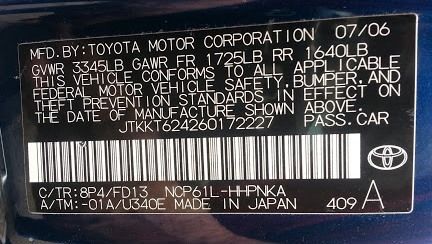 MFD.BY:TOYOTA MOTOR CORPORATION 07/06
GVWR 3345LB GAWR FR 1725LB RR 1640LB
THIS VEHICLE CONFORMS TO ALL APPLICABLE
FEDERAL MOTOR VEHICLE SAFETY, BUMPER, AND
THEFT PREVENTION STANDARDS IN EFFECT ON
THE DATE OF MANUFACTURE SHOWN ABOVE.
JTKKT624260172227 PASS.CAR
C/TR:8P4/FD13 NCP61L-HHPNKA
A/TM:-01A/U340E MADE IN JAPAN 409 A
TOYOTA